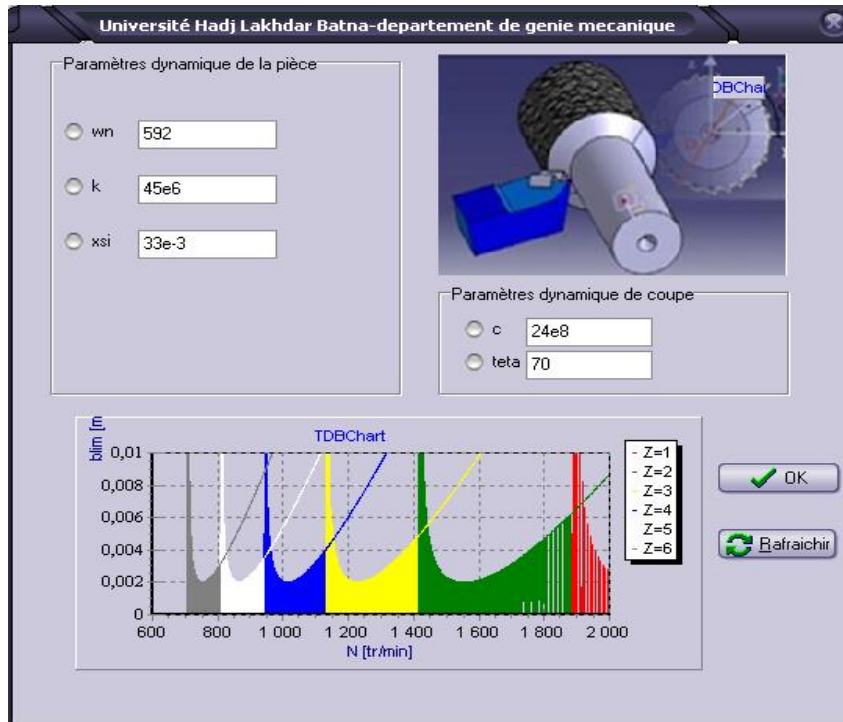 Université Hadj Lakhdar Batna-departement de genie mecanique
Paramètres dynamique de la pièce
wn 592
k 45e6
xsi 33e-3
DBChar
Paramètres dynamique de coupe
c 24e8
teta 70
TDBChart
blim [m
0,01
0,008
0,006
0,004
0,002
0
600 800 1 000 1 200 1 400 1 600 1 800 2 000
N [tr/min]
Z=1
Z=2
Z=3
Z=4
Z=5
Z=6
OK
Rafraichir